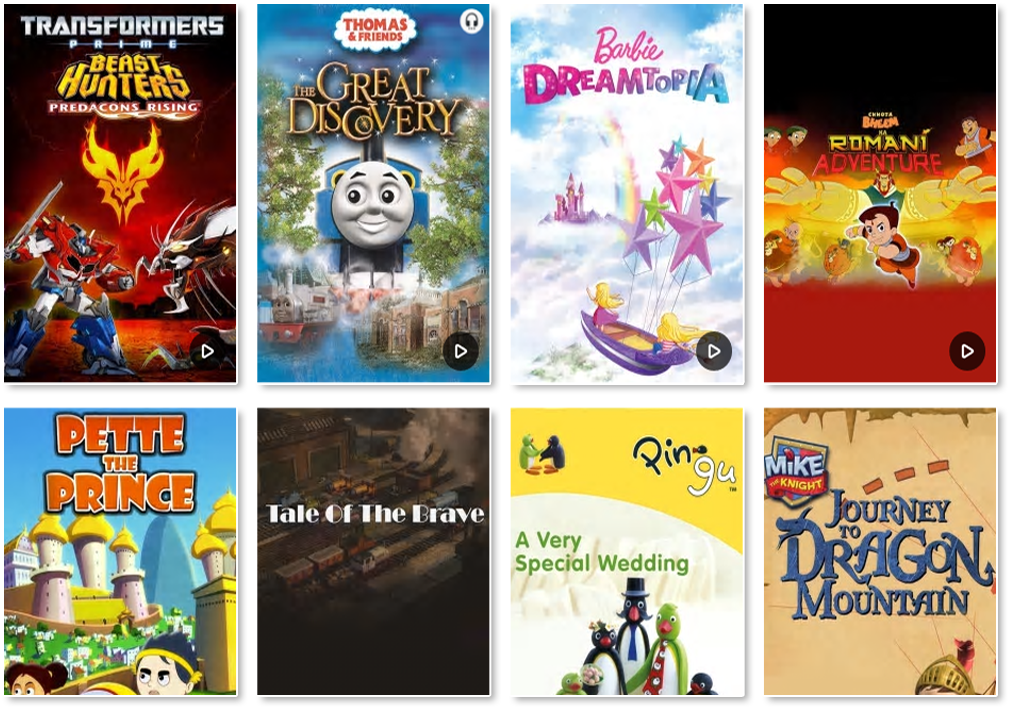 TRANSFORMERS
PRIME
BEAST
HUNTERS
PREDACONS RISING
THOMAS
& FRIENDS
THE GREAT
DISCOVERY
Barbie
DREAMTOPIA
CHHOTA
BHEEM
KA
ROMANI
ADVENTURE
PETTE
THE
PRINCE
Tale Of The Brave
Pingu™
A Very
Special Wedding
MIKE
THE KNIGHT
JOURNEY
TO
DRAGON
MOUNTAIN